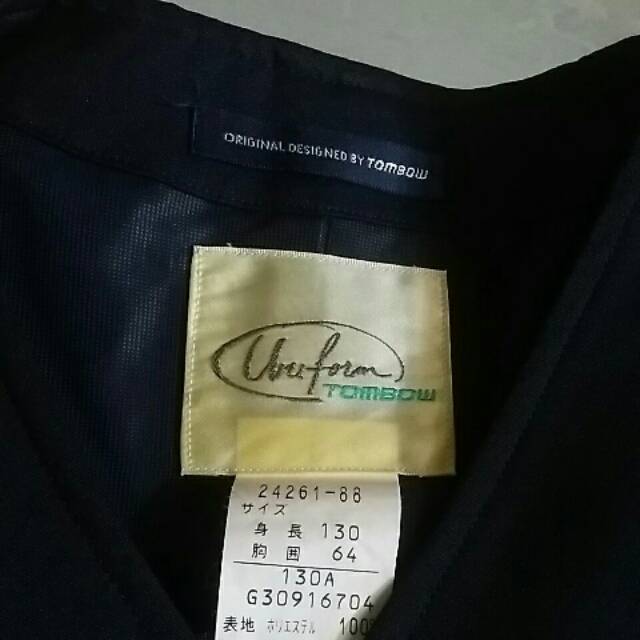 ORIGINAL DESIGNED BY TOMBOW
Uniform
TOMBOW
24261-88
サイズ
身長 130
胸囲 64
130A
G30916704
表地 ポリエステル 100%